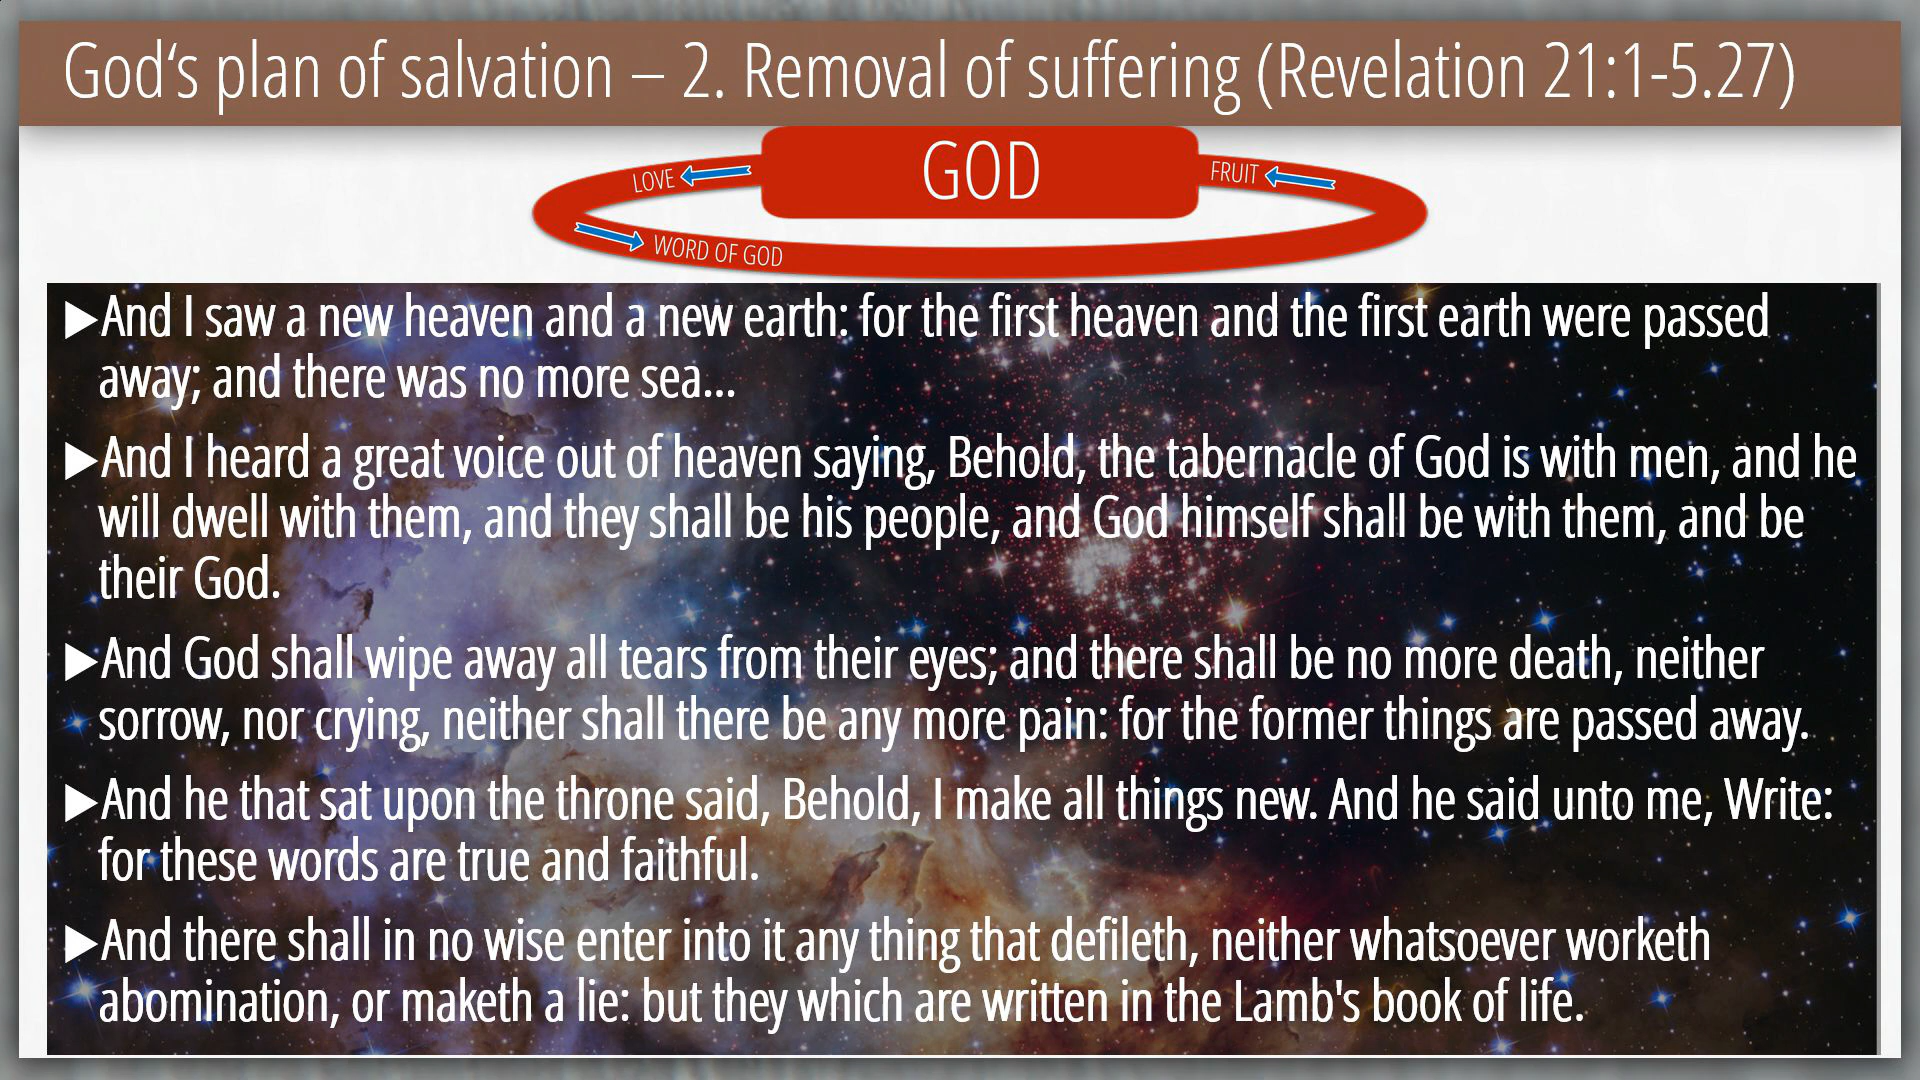 God‘s plan of salvation – 2. Removal of suffering (Revelation 21:1-5.27)
GOD
LOVE
FRUIT
WORD OF GOD
▶And I saw a new heaven and a new earth: for the first heaven and the first earth were passed
away; and there was no more sea...
▶And I heard a great voice out of heaven saying, Behold, the tabernacle of God is with men, and he
will dwell with them, and they shall be his people, and God himself shall be with them, and be
their God.
▶And God shall wipe away all tears from their eyes; and there shall be no more death, neither
sorrow, nor crying, neither shall there be any more pain: for the former things are passed away.
▶And he that sat upon the throne said, Behold, I make all things new. And he said unto me, Write:
for these words are true and faithful.
▶And there shall in no wise enter into it any thing that defileth, neither whatsoever worketh
abomination, or maketh a lie: but they which are written in the Lamb's book of life.